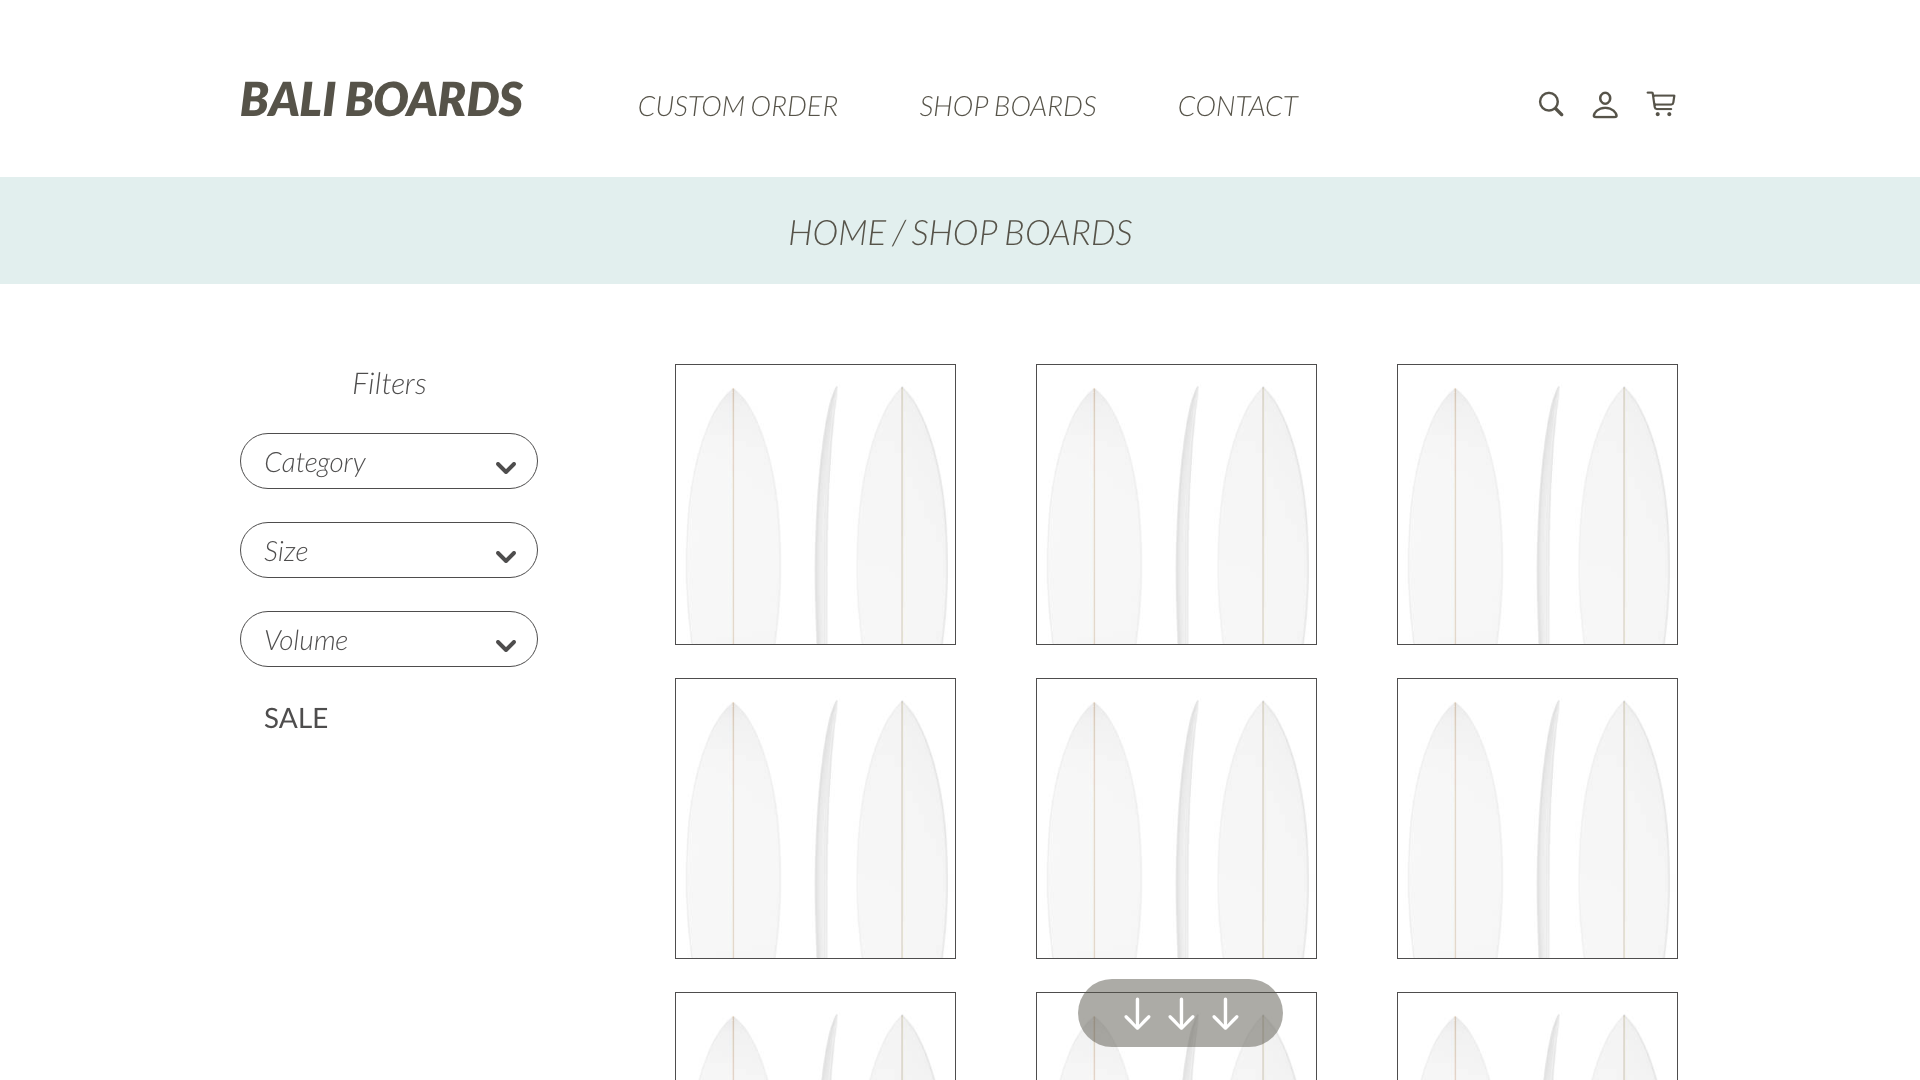 BALI BOARDS
CUSTOM ORDER
SHOP BOARDS
CONTACT
HOME / SHOP BOARDS
Filters
Category
Size
Volume
SALE